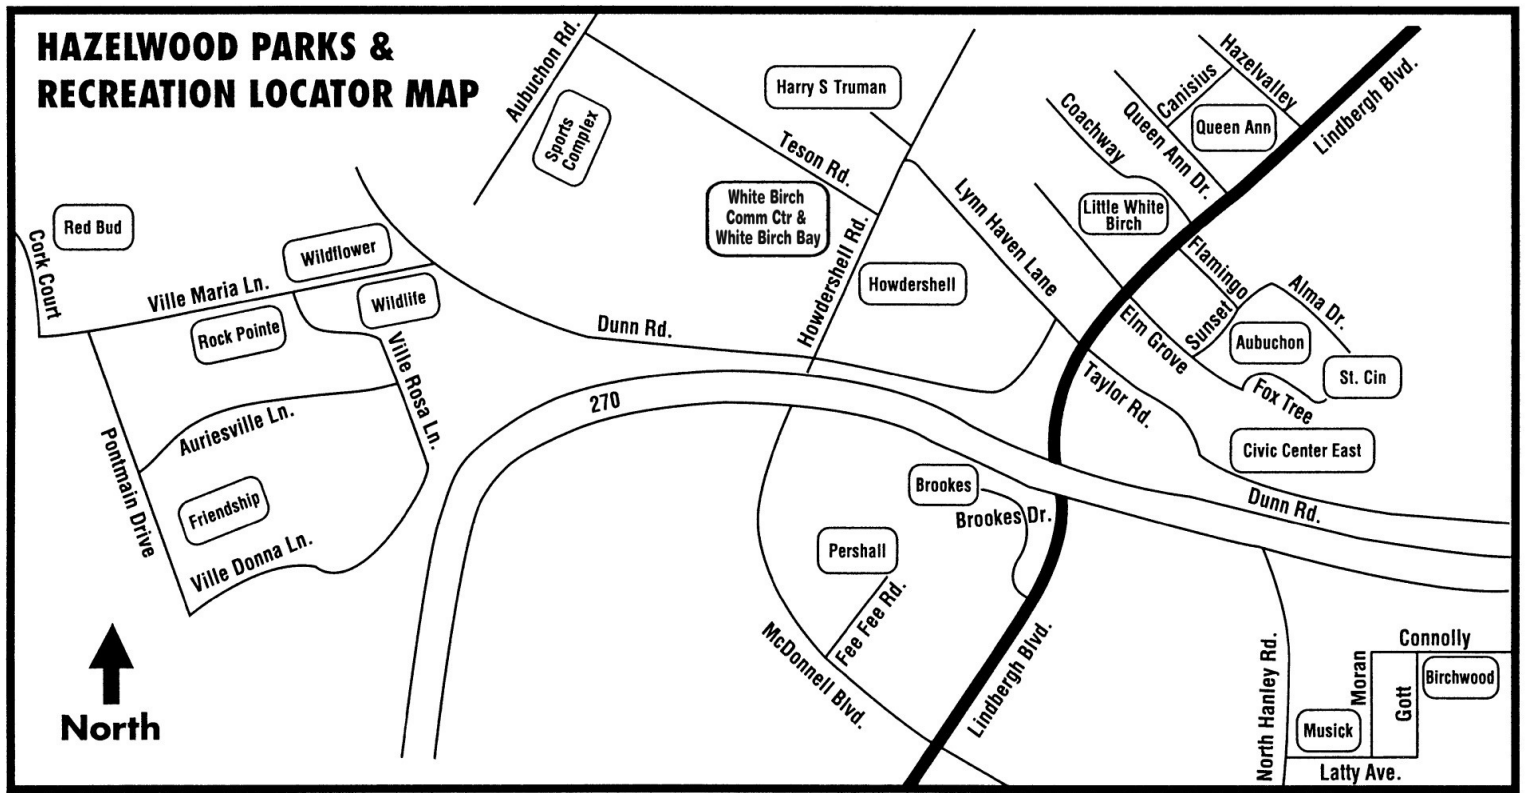 HAZELWOOD PARKS &
RECREATION LOCATOR MAP
Aubuchon Rd.
Sports
Complex
Harry S Truman
Teson Rd.
White Birch
Comm Ctr &
White Birch Bay
Howdershell Rd.
Howdershell
Lynn Haven Lane
Coachway
Queen Ann Dr.
Canisius
Hazelvalley
Queen Ann
Lindbergh Blvd.
Little White
Birch
Flamingo
Sunset
Alma Dr.
Elm Grove
Aubuchon
St. Cin
Fox Tree
Taylor Rd.
Civic Center East
Dunn Rd.
Red Bud
Cork Court
Wildflower
Ville Maria Ln.
Wildlife
Rock Pointe
Ville Rosa Ln.
Dunn Rd.
270
Auriesville Ln.
Pontmain Drive
Friendship
Ville Donna Ln.
Brookes
Brookes Dr.
Pershall
Fee Fee Rd.
McDonnell Blvd.
Lindbergh Blvd.
North Hanley Rd.
Connolly
Moran
Gott
Birchwood
Musick
Latty Ave.
North